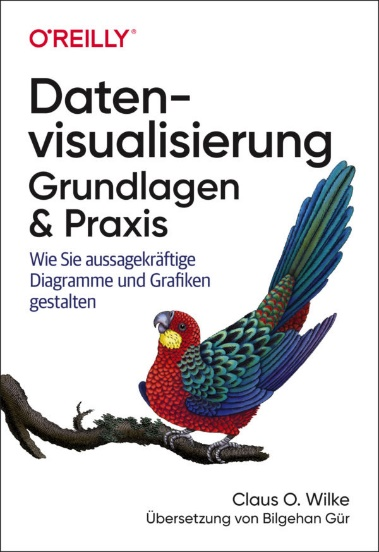 O'REILLY®
Daten-
visualisierung
Grundlagen
& Praxis
Wie Sie aussagekräftige
Diagramme und Grafiken
gestalten
Claus O. Wilke
Übersetzung von Bilgehan Gür